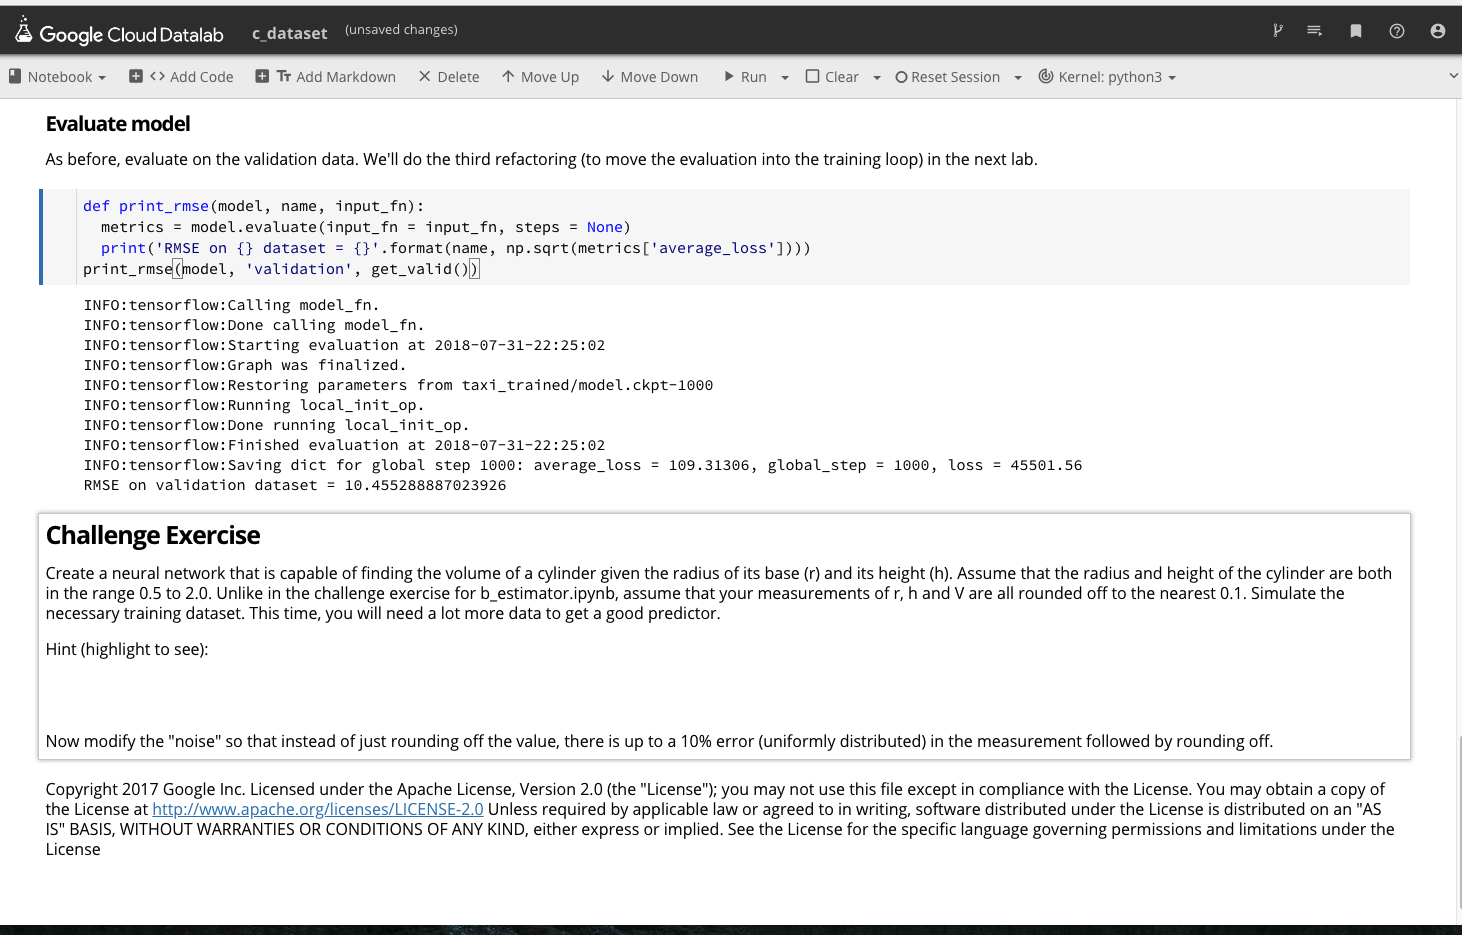 Google Cloud Datalab c_dataset (unsaved changes)
Notebook <> Add Code Tт Add Markdown Delete Move Up Move Down Run Clear Reset Session Kernel: python3
Evaluate model
As before, evaluate on the validation data. We'll do the third refactoring (to move the evaluation into the training loop) in the next lab.
def print_rmse(model, name, input_fn):
  metrics = model.evaluate(input_fn = input_fn, steps = None)
  print('RMSE on {} dataset = {}'.format(name, np.sqrt(metrics['average_loss'])))
print_rmse(model, 'validation', get_valid())
INFO:tensorflow:Calling model_fn.
INFO:tensorflow:Done calling model_fn.
INFO:tensorflow:Starting evaluation at 2018-07-31-22:25:02
INFO:tensorflow:Graph was finalized.
INFO:tensorflow:Restoring parameters from taxi_trained/model.ckpt-1000
INFO:tensorflow:Running local_init_op.
INFO:tensorflow:Done running local_init_op.
INFO:tensorflow:Finished evaluation at 2018-07-31-22:25:02
INFO:tensorflow:Saving dict for global step 1000: average_loss = 109.31306, global_step = 1000, loss = 45501.56
RMSE on validation dataset = 10.455288887023926
Challenge Exercise
Create a neural network that is capable of finding the volume of a cylinder given the radius of its base (r) and its height (h). Assume that the radius and height of the cylinder are both
in the range 0.5 to 2.0. Unlike in the challenge exercise for b_estimator.ipynb, assume that your measurements of r, h and V are all rounded off to the nearest 0.1. Simulate the
necessary training dataset. This time, you will need a lot more data to get a good predictor.
Hint (highlight to see):
Now modify the "noise" so that instead of just rounding off the value, there is up to a 10% error (uniformly distributed) in the measurement followed by rounding off.
Copyright 2017 Google Inc. Licensed under the Apache License, Version 2.0 (the "License"); you may not use this file except in compliance with the License. You may obtain a copy of
the License at http://www.apache.org/licenses/LICENSE-2.0 Unless required by applicable law or agreed to in writing, software distributed under the License is distributed on an "AS
IS" BASIS, WITHOUT WARRANTIES OR CONDITIONS OF ANY KIND, either express or implied. See the License for the specific language governing permissions and limitations under the
License